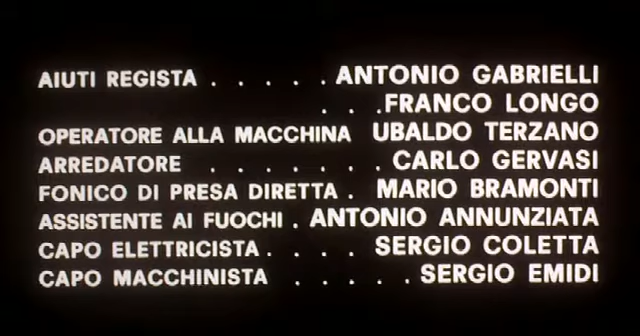 AIUTI REGISTA . . . . . ANTONIO GABRIELLI
. . .FRANCO LONGO
OPERATORE ALLA MACCHINA UBALDO TERZANO
ARREDATORE . . . . . . . CARLO GERVASI
FONICO DI PRESA DIRETTA . MARIO BRAMONTI
ASSISTENTE AI FUOCHI . ANTONIO ANNUNZIATA
CAPO ELETTRICISTA . . . . SERGIO COLETTA
CAPO MACCHINISTA . . . . . SERGIO EMIDI